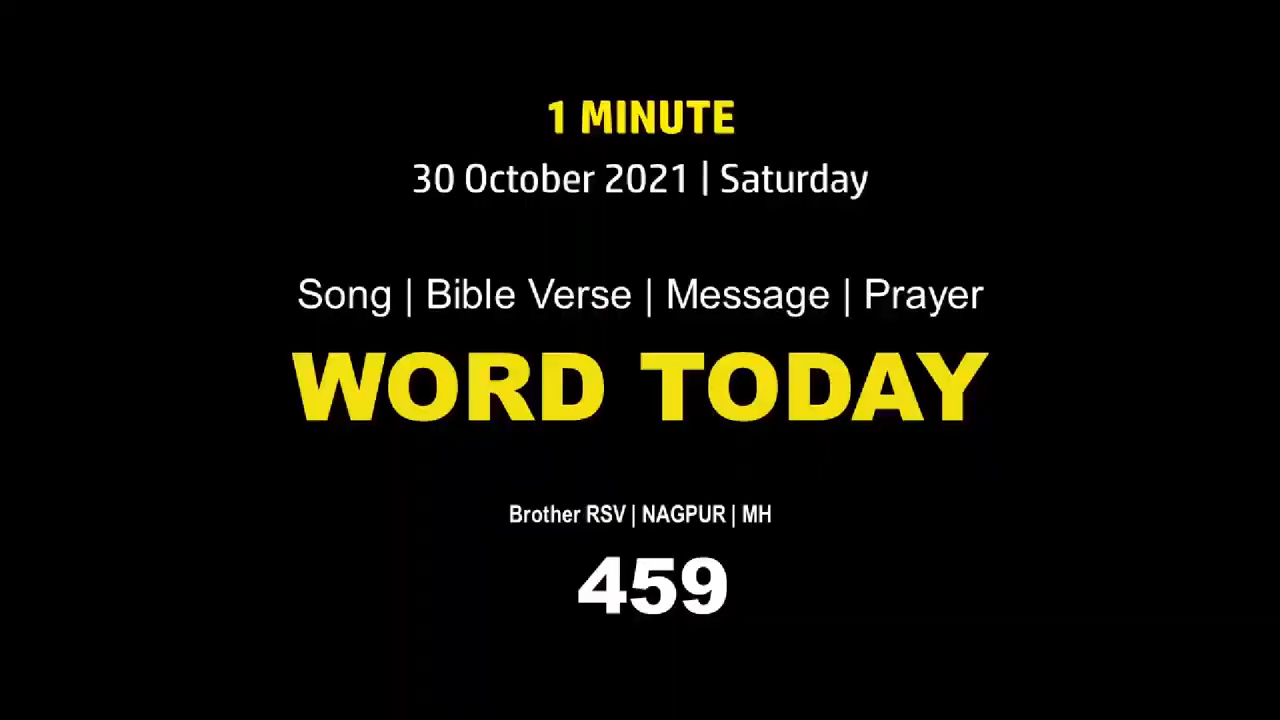 1 MINUTE
30 October 2021 | Saturday
Song | Bible Verse | Message | Prayer
WORD TODAY
Brother RSV | NAGPUR | MH
459